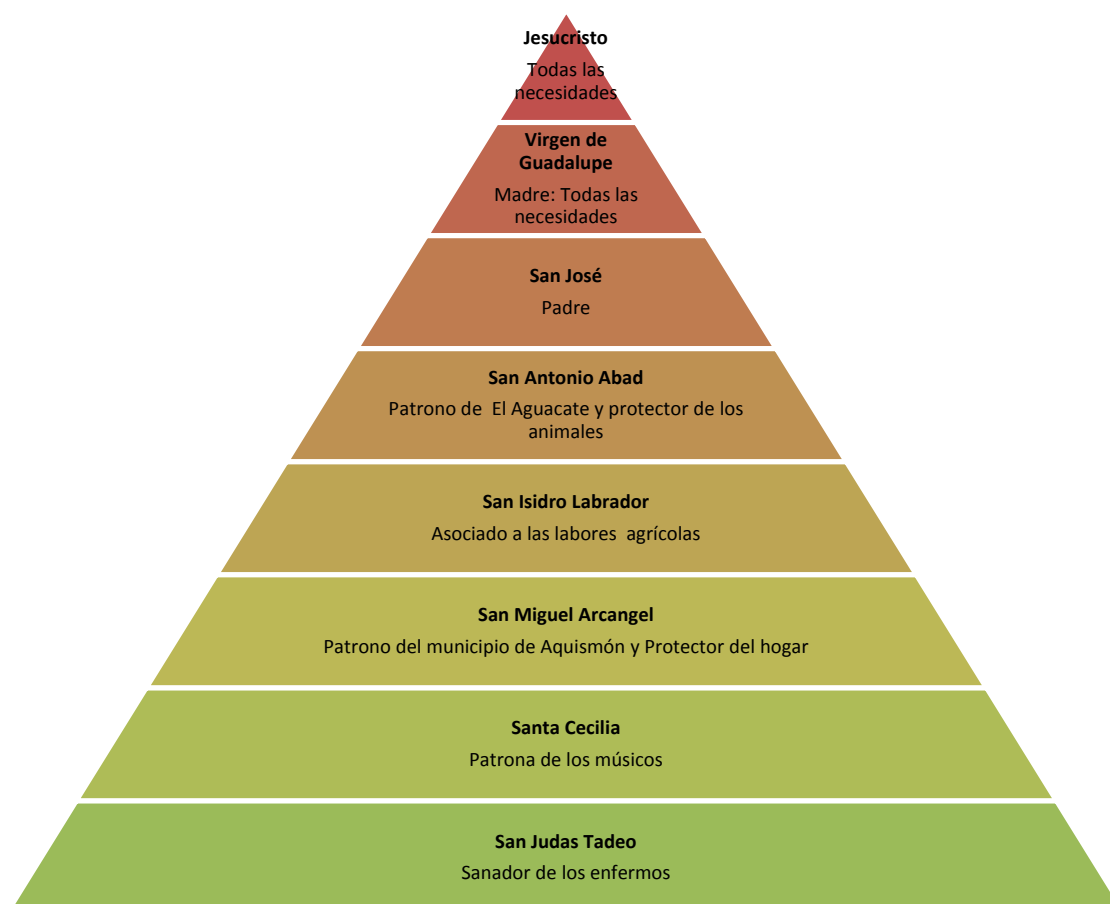 Jesucristo
Todas las
necesidades
Virgen de
Guadalupe
Madre: Todas las
necesidades
San José
Padre
San Antonio Abad
Patrono de  El Aguacate y protector de los
animales
San Isidro Labrador
Asociado a las labores  agrícolas
San Miguel Arcangel
Patrono del municipio de Aquismón y Protector del hogar
Santa Cecilia
Patrona de los músicos
San Judas Tadeo
Sanador de los enfermos